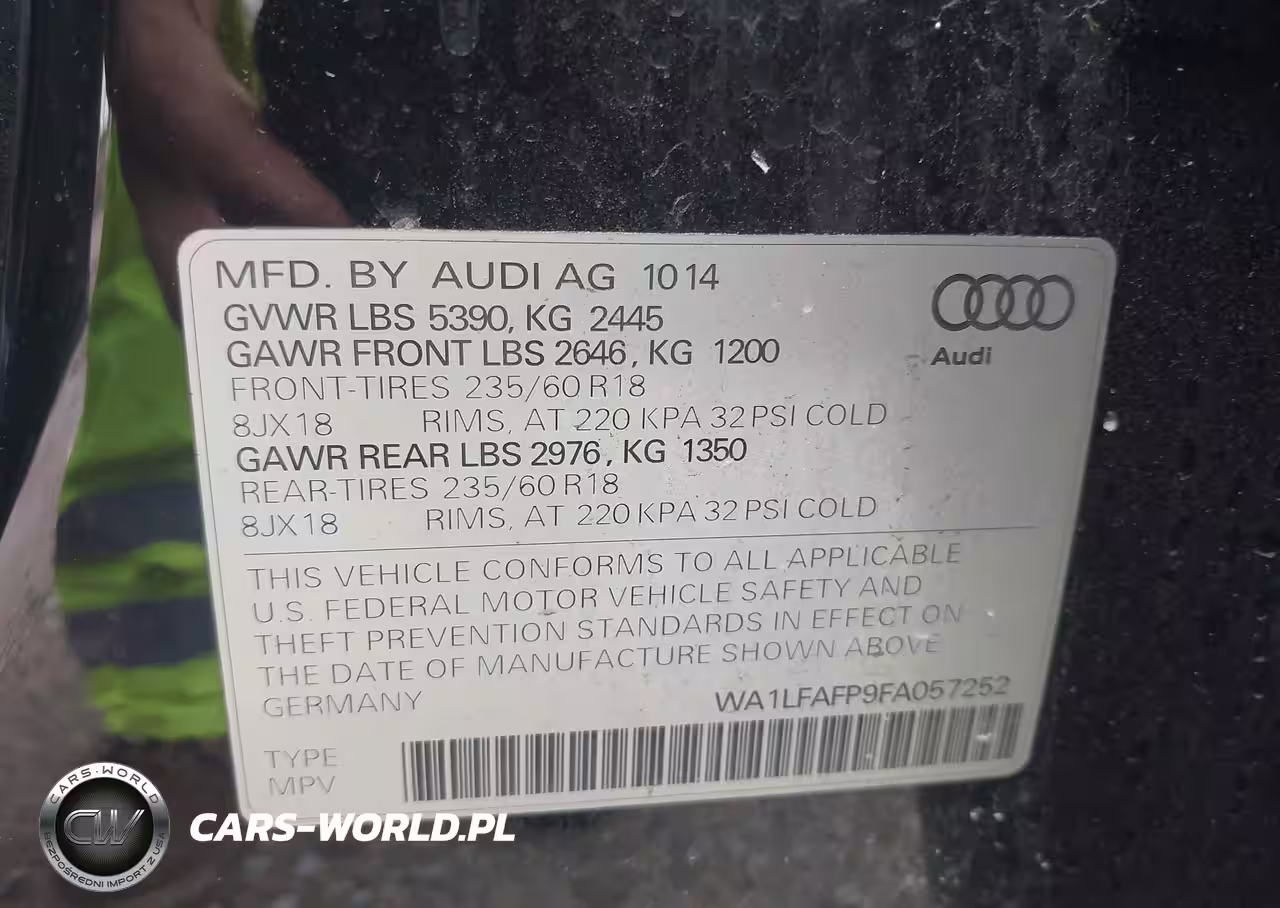 MFD. BY AUDI AG 10 14
GVWR LBS 5390, KG 2445
GAWR FRONT LBS 2646, KG 1200
FRONT-TIRES 235/60 R18
8JX18 RIMS, AT 220 KPA 32 PSI COLD
GAWR REAR LBS 2976, KG 1350
REAR-TIRES 235/60 R18
8JX18 RIMS, AT 220 KPA 32 PSI COLD
Audi
THIS VEHICLE CONFORMS TO ALL APPLICABLE
U.S. FEDERAL MOTOR VEHICLE SAFETY AND
THEFT PREVENTION STANDARDS IN EFFECT ON
THE DATE OF MANUFACTURE SHOWN ABOVE
GERMANY WA1LFAFP9FA057252
TYPE
MPV
CARS-WORLD
CW
BEZPOŚREDNI IMPORT Z USA
CARS-WORLD.PL